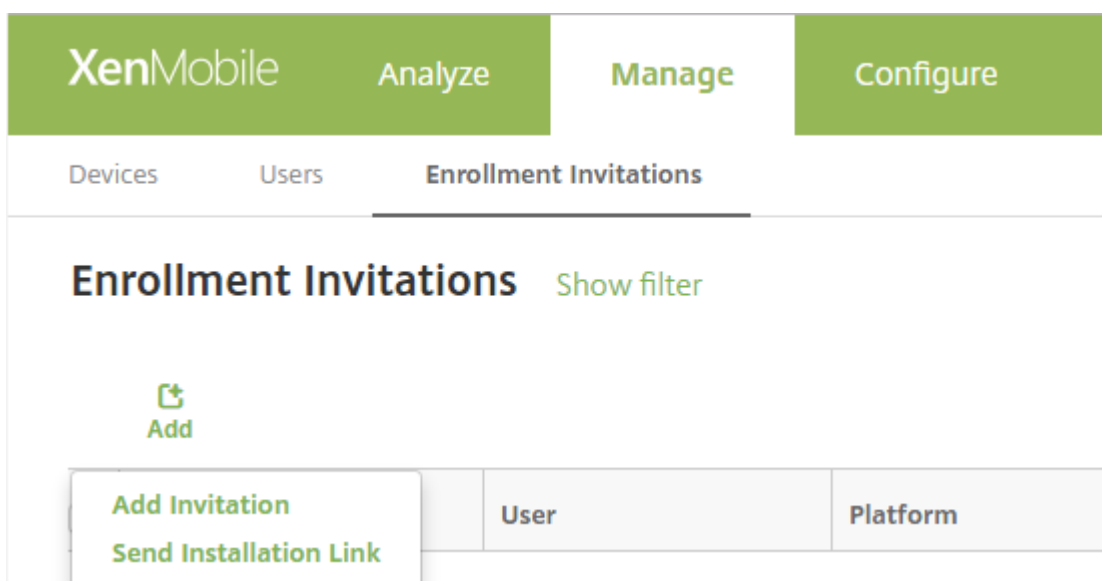 XenMobile Analyze Manage Configure
Devices Users Enrollment Invitations
Enrollment Invitations Show filter
Add
User Platform
Add Invitation
Send Installation Link